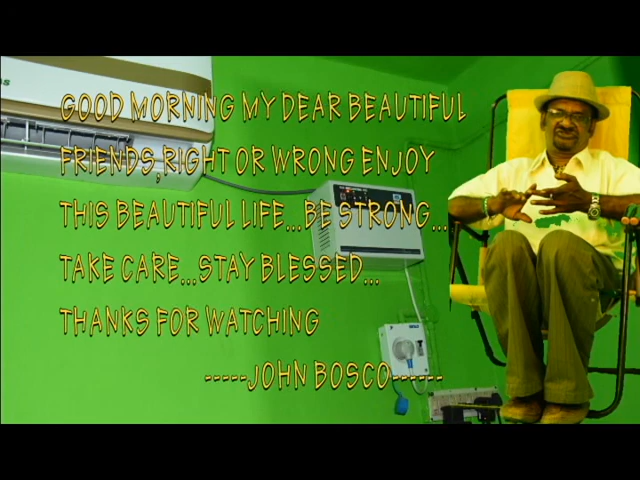 GOOD MORNING MY DEAR BEAUTIFUL
FRIENDS,RIGHT OR WRONG ENJOY
THIS BEAUTIFUL LIFE...BE STRONG...
TAKE CARE...STAY BLESSED...
THANKS FOR WATCHING
-----JOHN BOSCO------